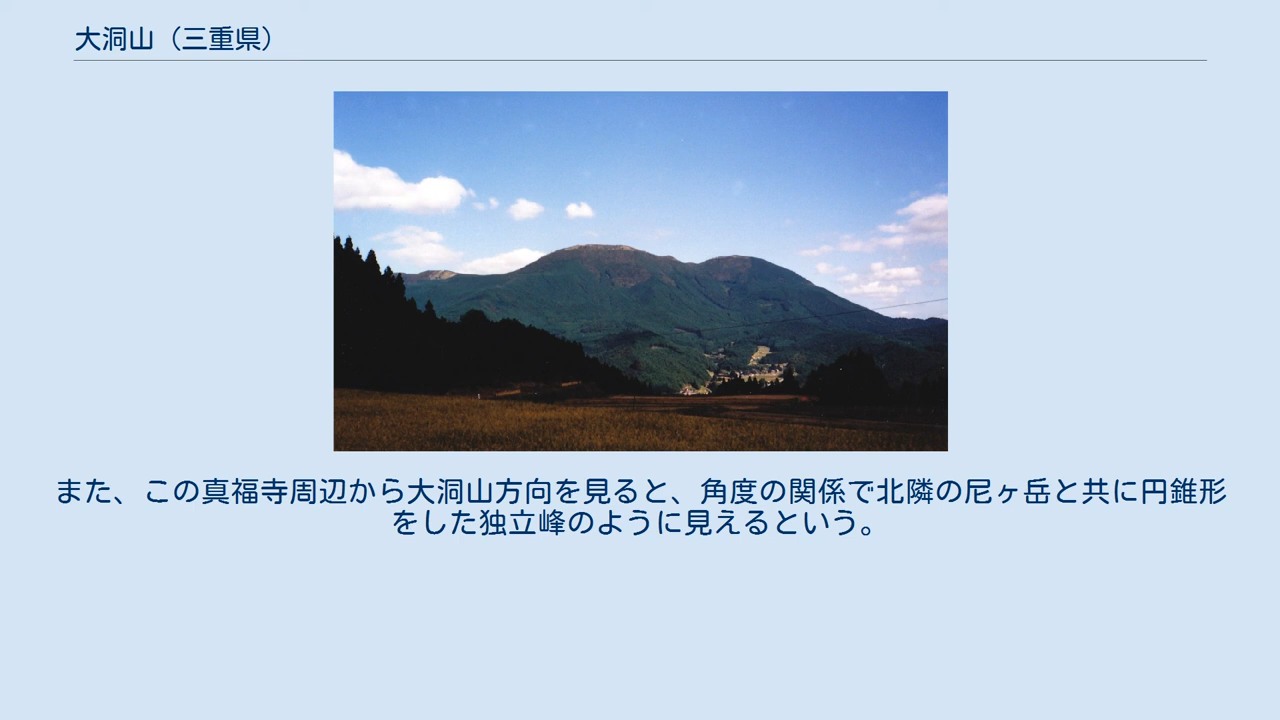 大洞山（三重県）
また、この真福寺周辺から大洞山方向を見ると、角度の関係で北隣の尼ヶ岳と共に円錐形
をした独立峰のように見えるという。